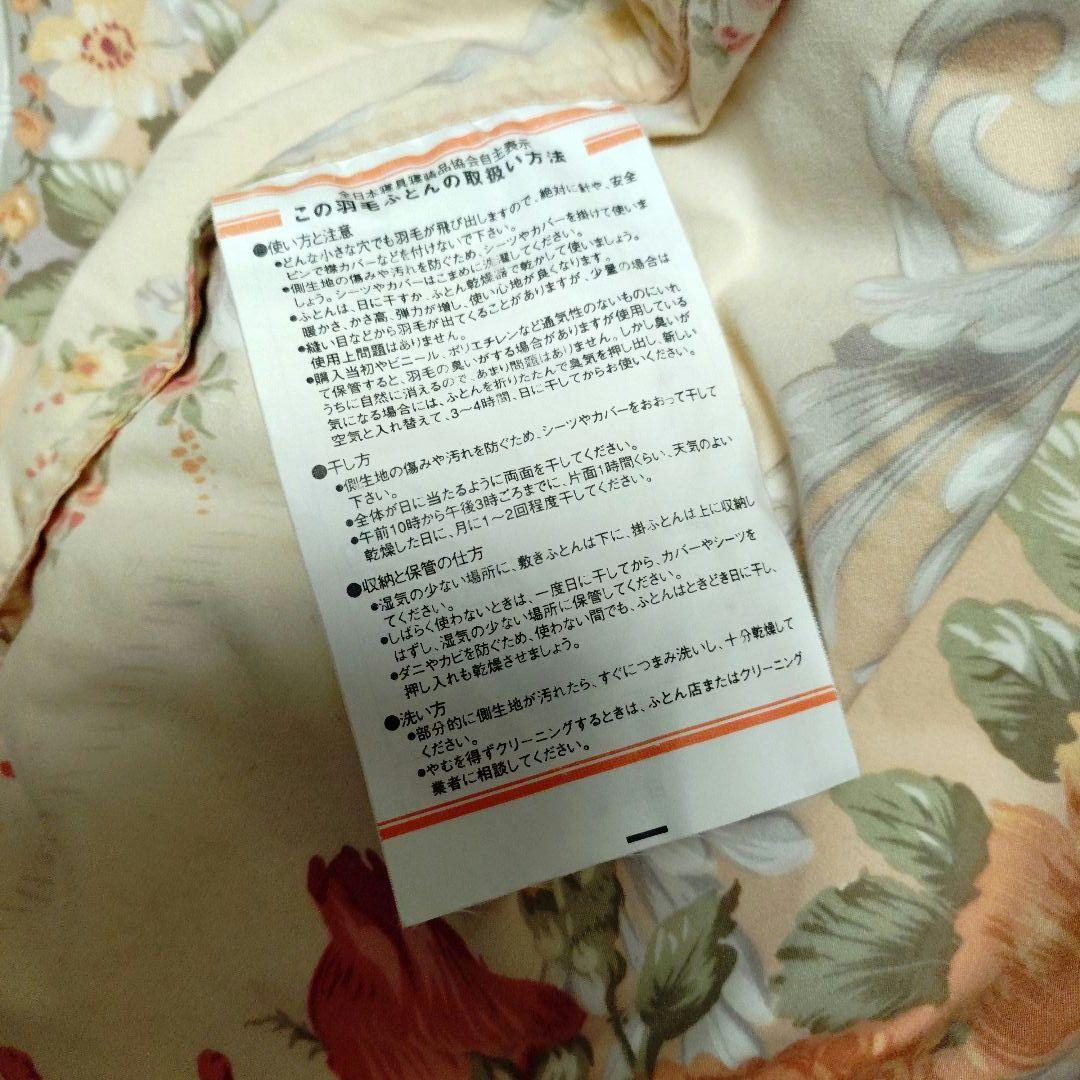 全日本寝具寝装品協会自主表示
この羽毛ふとんの取扱い方法
●使い方と注意
●どんな小さな穴でも羽毛が飛び出しますので、絶対に針や、安全
ピンで襟カバーなどを付けないで下さい。
●側生地の傷みや汚れを防ぐため、シーツやカバーを掛けて使いま
しょう。シーツやカバーはこまめに洗濯してください。
●ふとんは、日に干すか、ふとん乾燥器で乾かして使いましょう。
暖かさ、かさ高、弾力が増し、使い心地が良くなります。
●縫い目などから羽毛が出てくることがありますが、少量の場合は
使用上問題はありません。
●購入当初やビニール、ポリエチレンなど通気性のないものにいれ
て保管すると、羽毛の臭いがする場合がありますが使用している
うちに自然に消えるので、あまり問題はありません。しかし臭いが
気になる場合には、ふとんを折りたたんで臭気を押し出し、新しい
空気と入れ替えて、3〜4時間、日に干してからお使いください。
●干し方
●側生地の傷みや汚れを防ぐため、シーツやカバーをおおって干して
下さい。
●全体が日に当たるように両面を干してください。
●午前10時から午後3時ごろまでに、片面1時間くらい、天気のよい
乾燥した日に、月に1〜2回程度干してください。
●収納と保管の仕方
●湿気の少ない場所に、敷きふとんは下に、掛ふとんは上に収納し
てください。
●しばらく使わないときは、一度日に干してから、カバーやシーツを
はずし、湿気の少ない場所に保管してください。
●ダニやカビを防ぐため、使わない間でも、ふとんはときどき日に干し、
押し入れも乾燥させましょう。
●洗い方
●部分的に側生地が汚れたら、すぐにつまみ洗いし、十分乾燥して
ください。
●やむを得ずクリーニングするときは、ふとん店またはクリーニング
業者に相談してください。